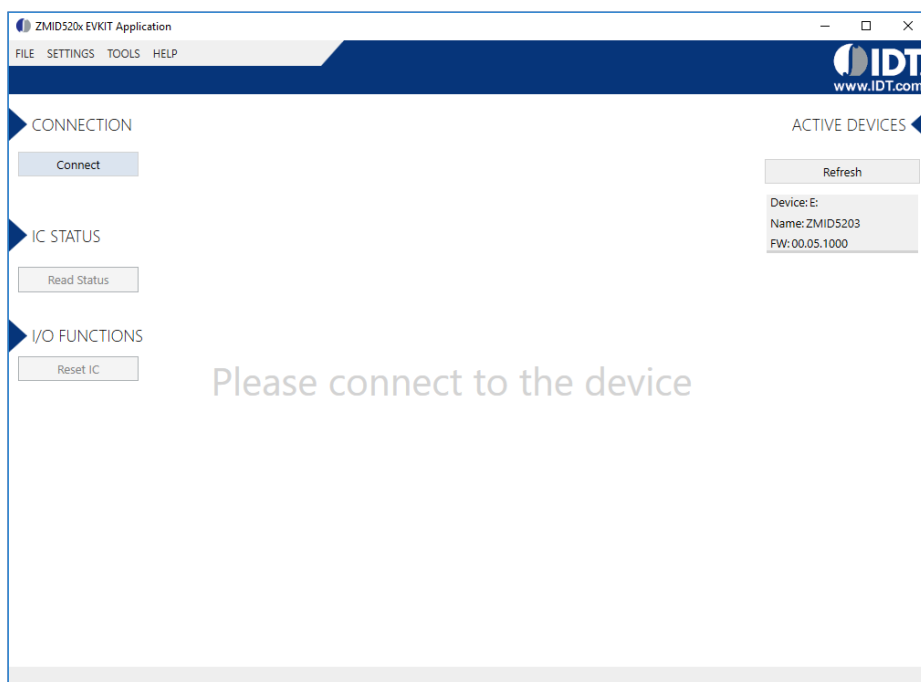 ZMID520x EVKIT Application
FILE SETTINGS TOOLS HELP
IDT.
www.IDT.com
CONNECTION
ACTIVE DEVICES
Connect
Refresh
Device: E:
Name: ZMID5203
FW: 00.05.1000
IC STATUS
Read Status
I/O FUNCTIONS
Reset IC
Please connect to the device